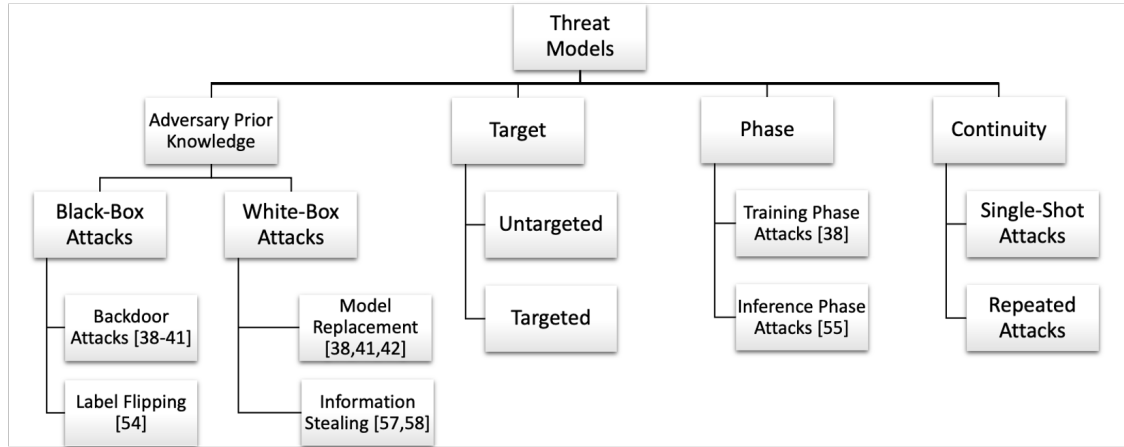 Threat
Models
Adversary Prior
Knowledge
Target
Phase
Continuity
Black-Box
Attacks
White-Box
Attacks
Untargeted
Training Phase
Attacks [38]
Single-Shot
Attacks
Backdoor
Attacks [38-41]
Model
Replacement
[38,41,42]
Targeted
Inference Phase
Attacks [55]
Repeated
Attacks
Label Flipping
[54]
Information
Stealing [57,58]